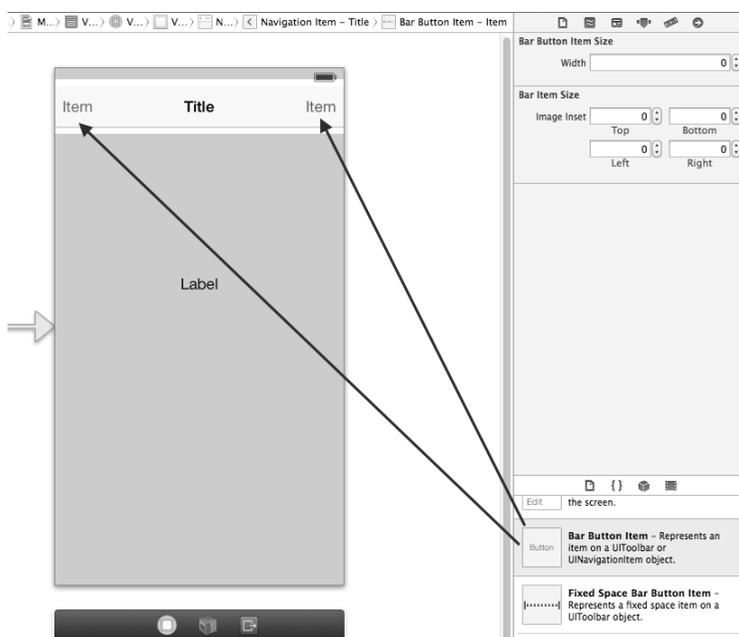 M... V... V... V... N... Navigation Item – Title Bar Button Item – Item
Bar Button Item Size
Width 0
Bar Item Size
Image Inset 0 0
Top Bottom
0 0
Left Right
Item Title Item
Label
Edit the screen.
Button
Bar Button Item – Represents an
item on a UIToolbar or
UINavigationItem object.
Fixed Space Bar Button Item –
Represents a fixed space item on a
UIToolbar object.